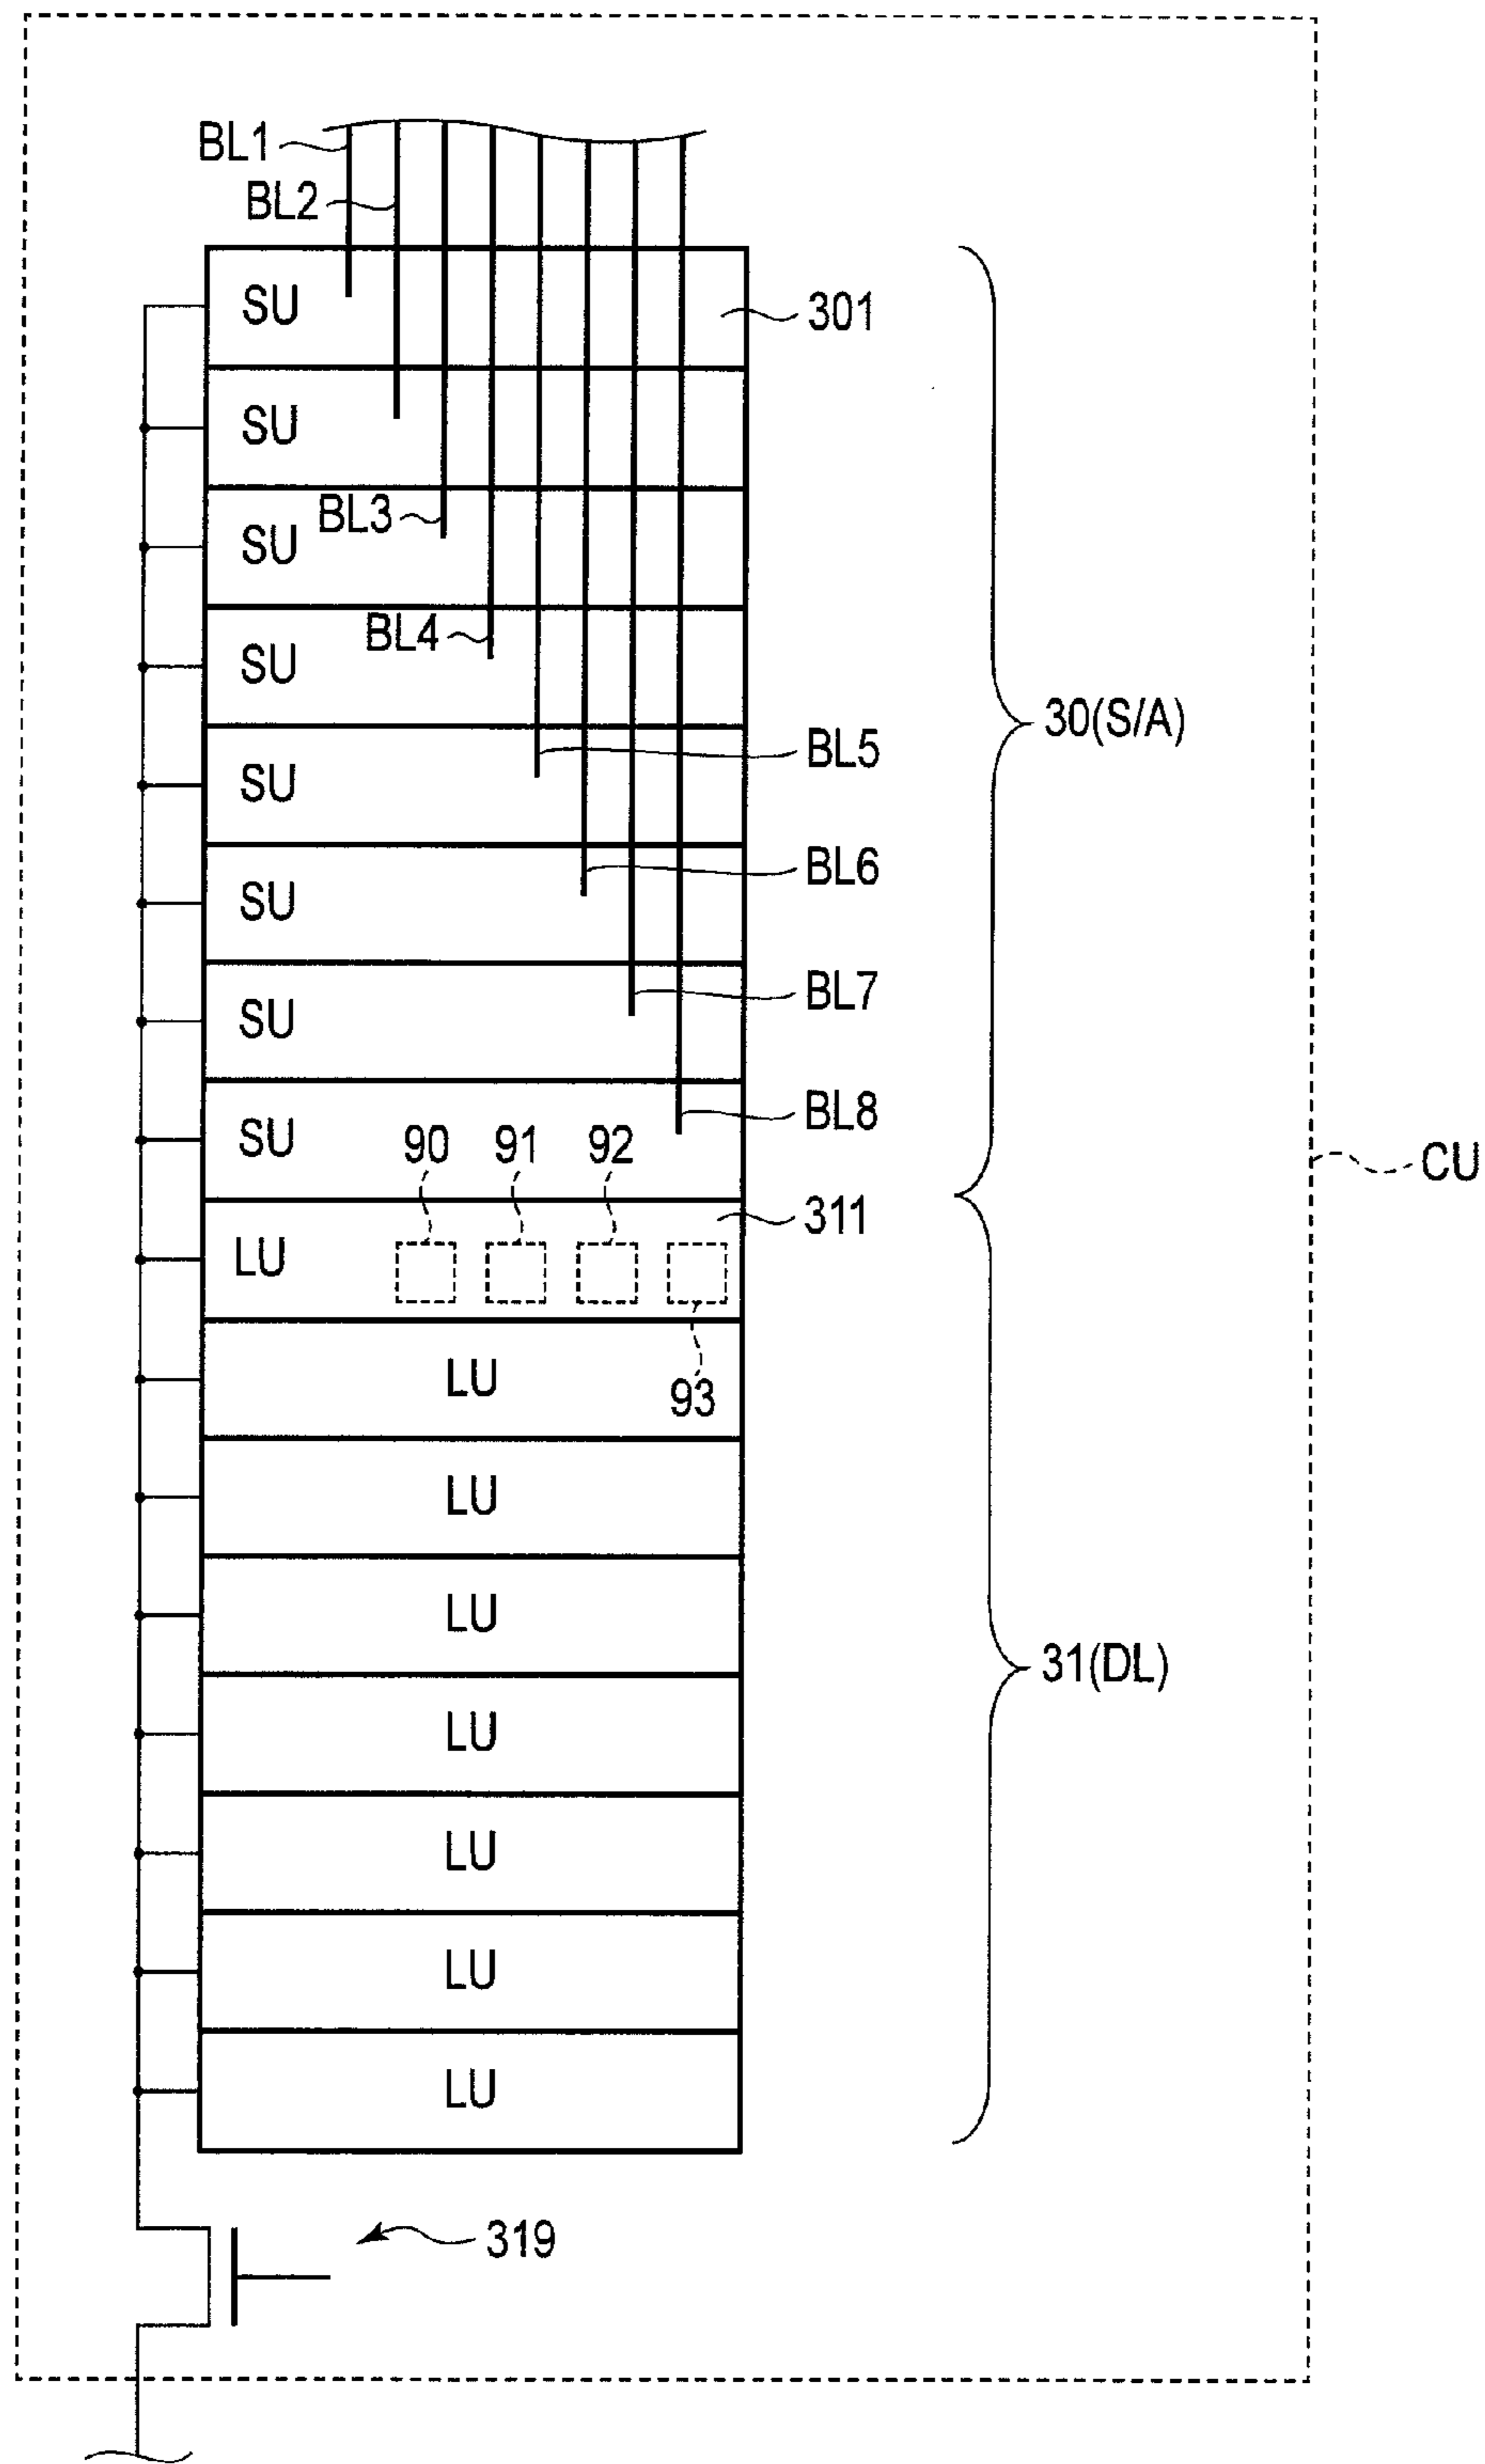 BL1
BL2
SU
301
SU
BL3
SU
BL4
SU
30(S/A)
SU
BL5
SU
BL6
SU
BL7
SU
BL8
90
91
92
CU
311
LU
LU
93
LU
LU
31(DL)
LU
LU
LU
LU
319